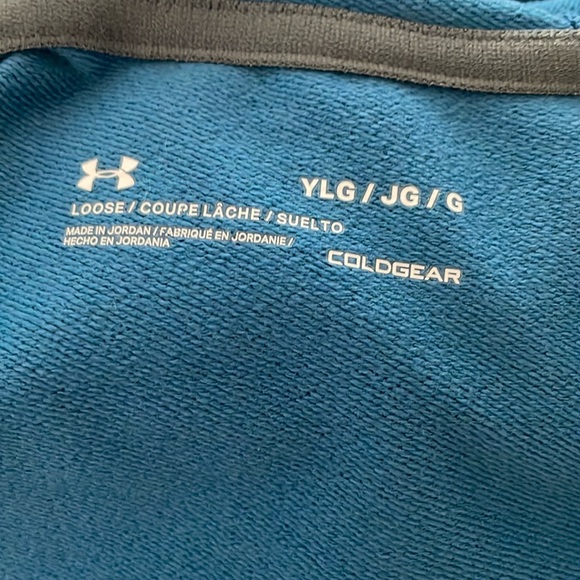 YLG / JG / G
LOOSE / COUPE LÂCHE / SUELTO
MADE IN JORDAN / FABRIQUÉ EN JORDANIE /
HECHO EN JORDANIA
COLDGEAR